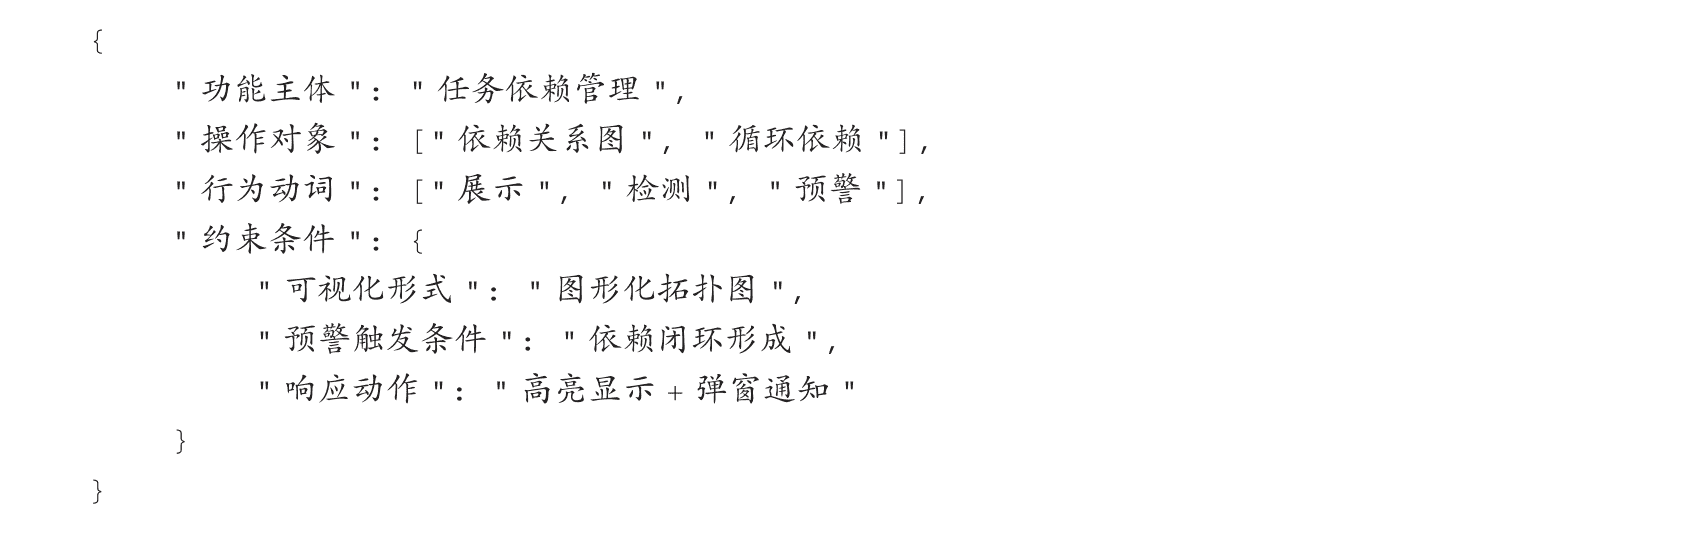 {
"功能主体": "任务依赖管理",
"操作对象": ["依赖关系图", "循环依赖"],
"行为动词": ["展示", "检测", "预警"],
"约束条件": {
"可视化形式": "图形化拓扑图",
"预警触发条件": "依赖闭环形成",
"响应动作": "高亮显示+弹窗通知"
}
}